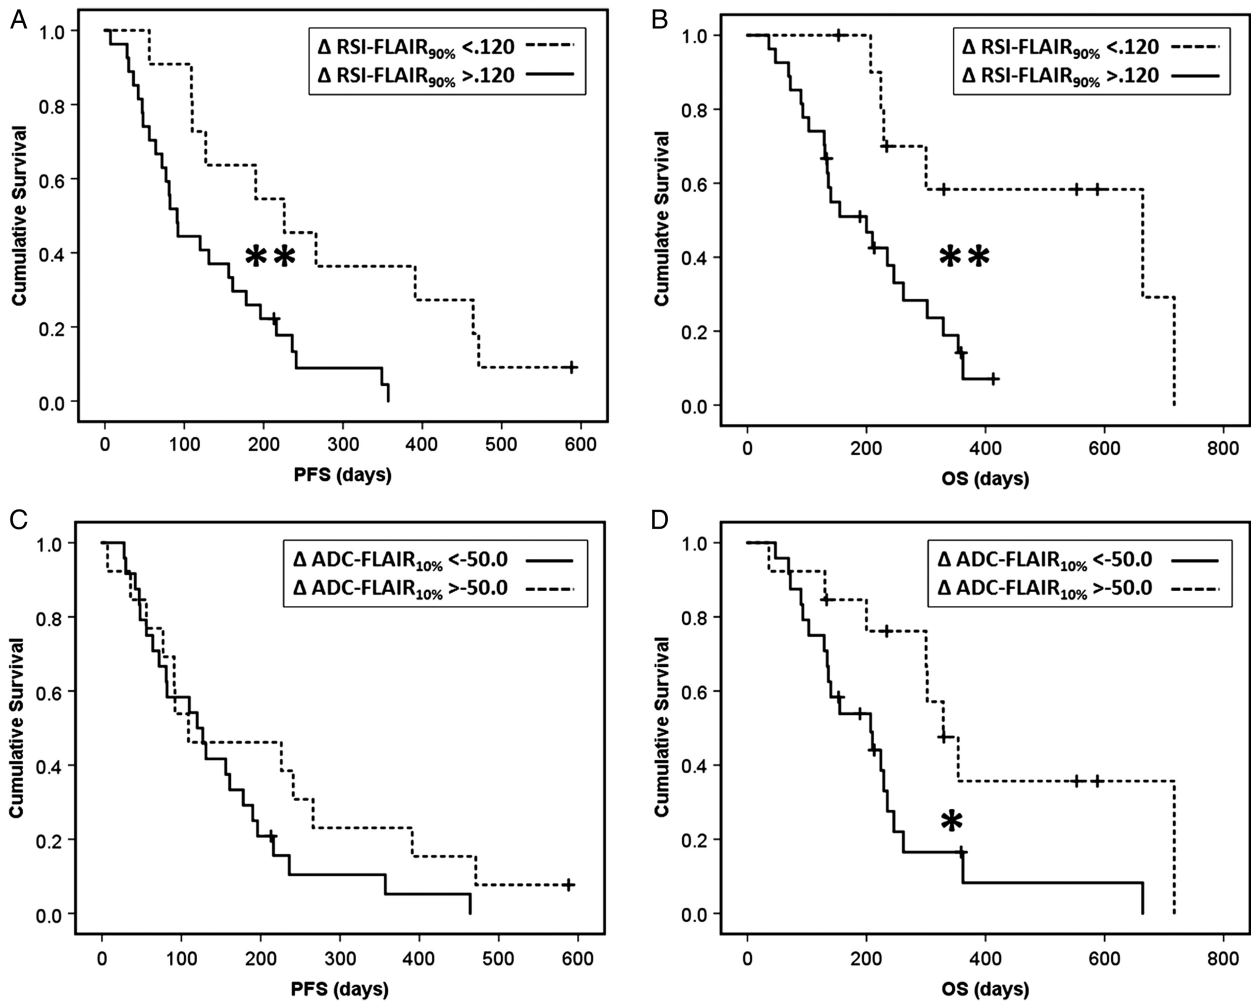 A
Δ RSI-FLAIR90% <.120
Δ RSI-FLAIR90% >.120
Cumulative Survival
1.0
0.8
0.6
0.4
0.2
0.0
**
0 100 200 300 400 500 600
PFS (days)
B
Δ RSI-FLAIR90% <.120
Δ RSI-FLAIR90% >.120
Cumulatve Survival
1.0
0.8
0.6
0.4
0.2
0.0
**
0 200 400 600 800
OS (days)
C
Δ ADC-FLAIR10% <-50.0
Δ ADC-FLAIR10% >-50.0
Cumulative Survival
1.0
0.8
0.6
0.4
0.2
0.0
0 100 200 300 400 500 600
PFS (days)
D
Δ ADC-FLAIR10% <-50.0
Δ ADC-FLAIR10% >-50.0
Cumulative Survival
1.0
0.8
0.6
0.4
0.2
0.0
*
0 200 400 600 800
OS (days)